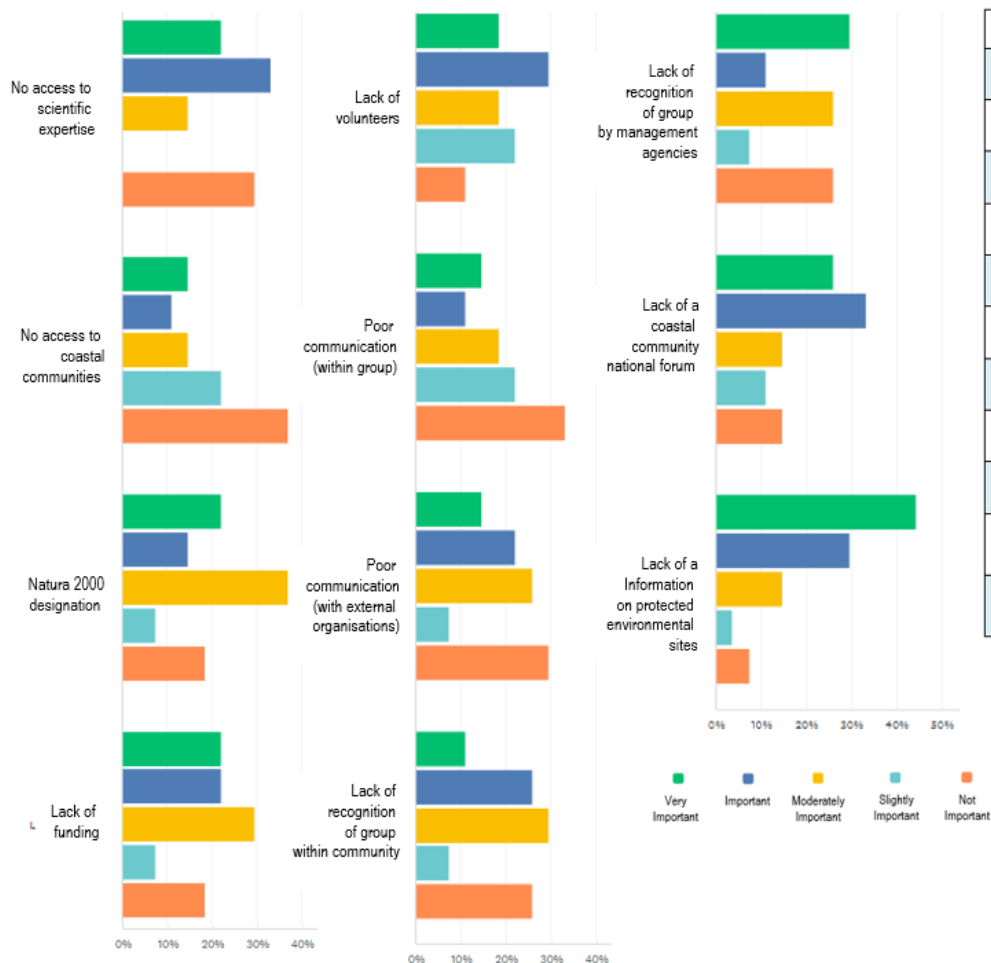 No access to
scientific
expertise
No access to
coastal
communities
Natura 2000
designation
Lack of
funding
0%
10%
20%
30%
40%
Lack of
volunteers
Poor
communication
(within group)
Poor
communication
(with external
organisations)
Lack of
recognition
of group
within community
0%
10%
20%
30%
40%
Lack of
recognition
of group
by management
agencies
Lack of a
coastal
community
national forum
Lack of a
Information
on protected
environmental
sites
0%
10%
30%
30%
40%
50%
Very
Important
Important
Moderately
Important
Slightly
Important
Not
Important